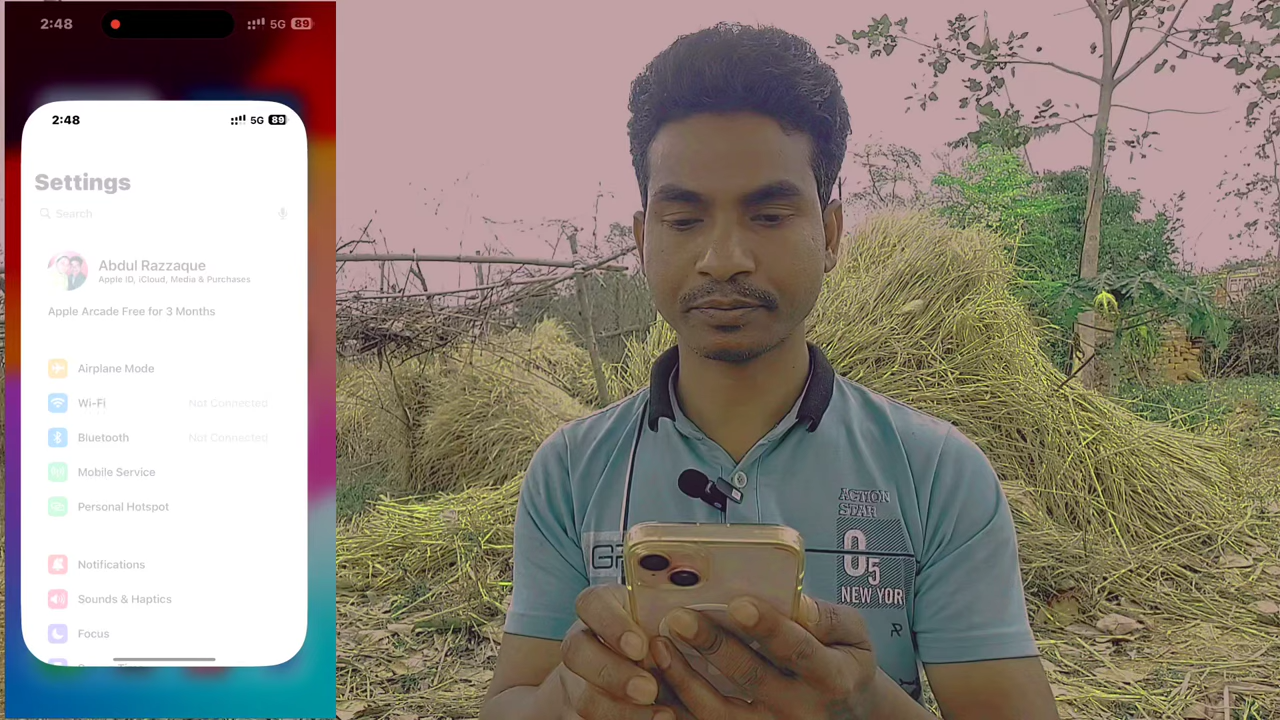 2:48 5G 89
2:48 5G 89
Settings
Search
Abdul Razzaque
Apple ID, iCloud, Media & Purchases
Apple Arcade Free for 3 Months
Airplane Mode
Wi-Fi Not Connected
Bluetooth Not Connected
Mobile Service
Personal Hotspot
Notifications
Sounds & Haptics
Focus
ACTION
STAR
05
NEW YOR
R